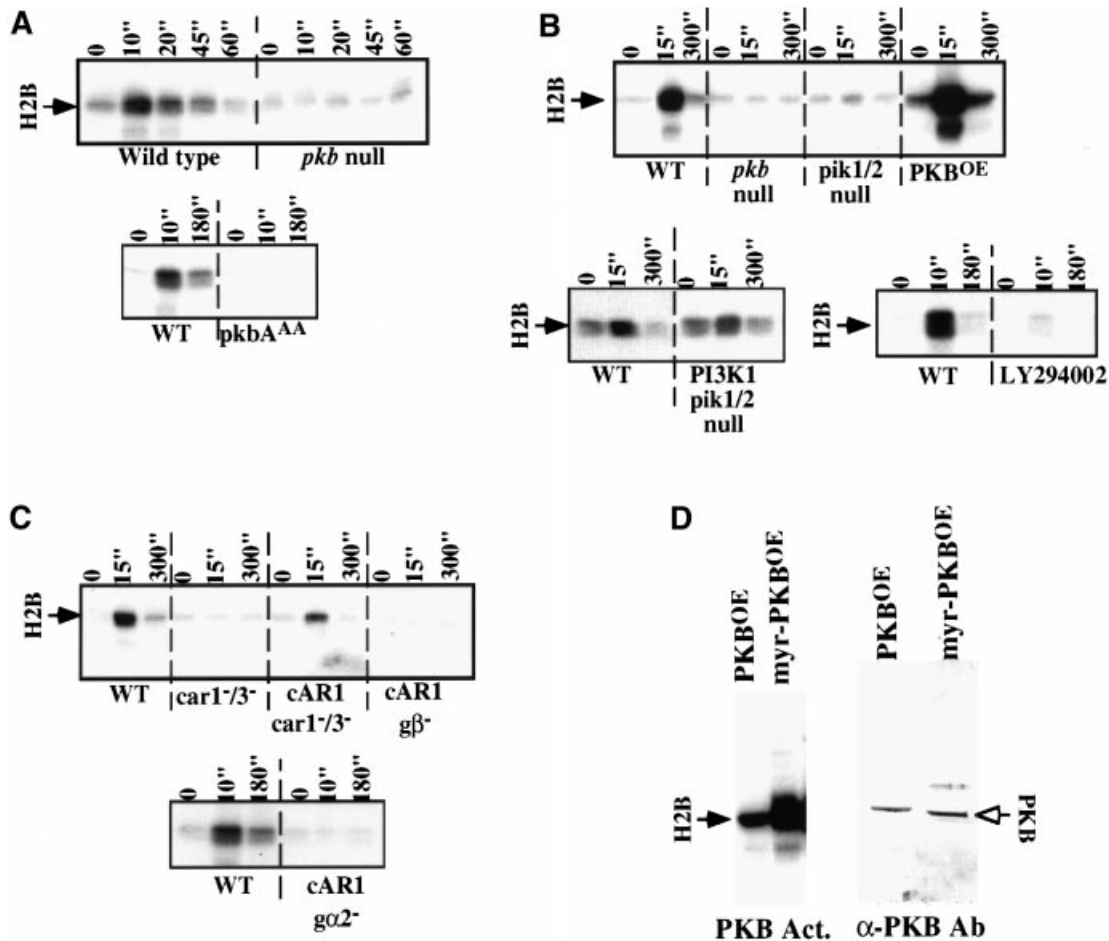 A
0 10" 20" 45" 60" 0 10" 20" 45" 60"
H2B
Wild type pkb null
0 10" 180" 0 10" 180"
WT pkbA^AA
B
0 15" 300" 0 15" 300" 0 15" 300" 0 15" 300"
H2B
WT pkb null pik1/2 null PKB^OE
0 15" 300" 0 15" 300"
H2B
WT PI3K1 pik1/2 null
0 10" 180" 0 10" 180"
H2B
WT LY294002
C
0 15" 300" 0 15" 300" 0 15" 300" 0 15" 300"
H2B
WT car1⁻/3⁻ cAR1 car1⁻/3⁻ cAR1 gβ⁻
0 10" 180" 0 10" 180"
WT cAR1 gα2⁻
D
PKB^OE myr-PKB^OE
H2B
PKB Act.
PKB^OE myr-PKB^OE
PKB
α-PKB Ab